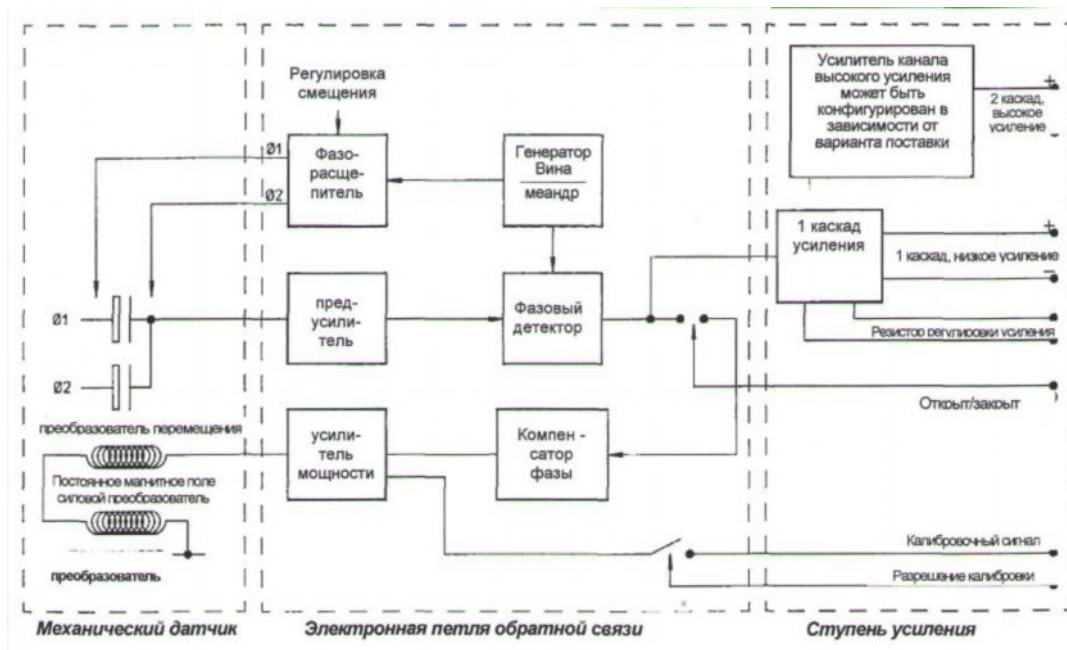 Регулировка
смещения
Ø1
Ø2
Фазо-
расще-
питель
Генератор
Вина
меандр
Усилитель канала
высокого усиления
может быть
конфигурирован в
зависимости от
варианта поставки
+
2 каскад,
высокое
усиление
-
1 каскад
усиления
+
1 каскад, низкое усиление
−
Резистор регулировки усиления
Открыт/закрыт
Ø1
Ø2
пред-
усили-
тель
Фазовый
детектор
преобразователь перемещения
Постоянное магнитное поле
силовой преобразователь
преобразователь
усили-
тель
мощности
Компен -
сатор
фазы
Калибровочный сигнал
Разрешение калибровки
Механический датчик
Электронная петля обратной связи
Ступень усиления